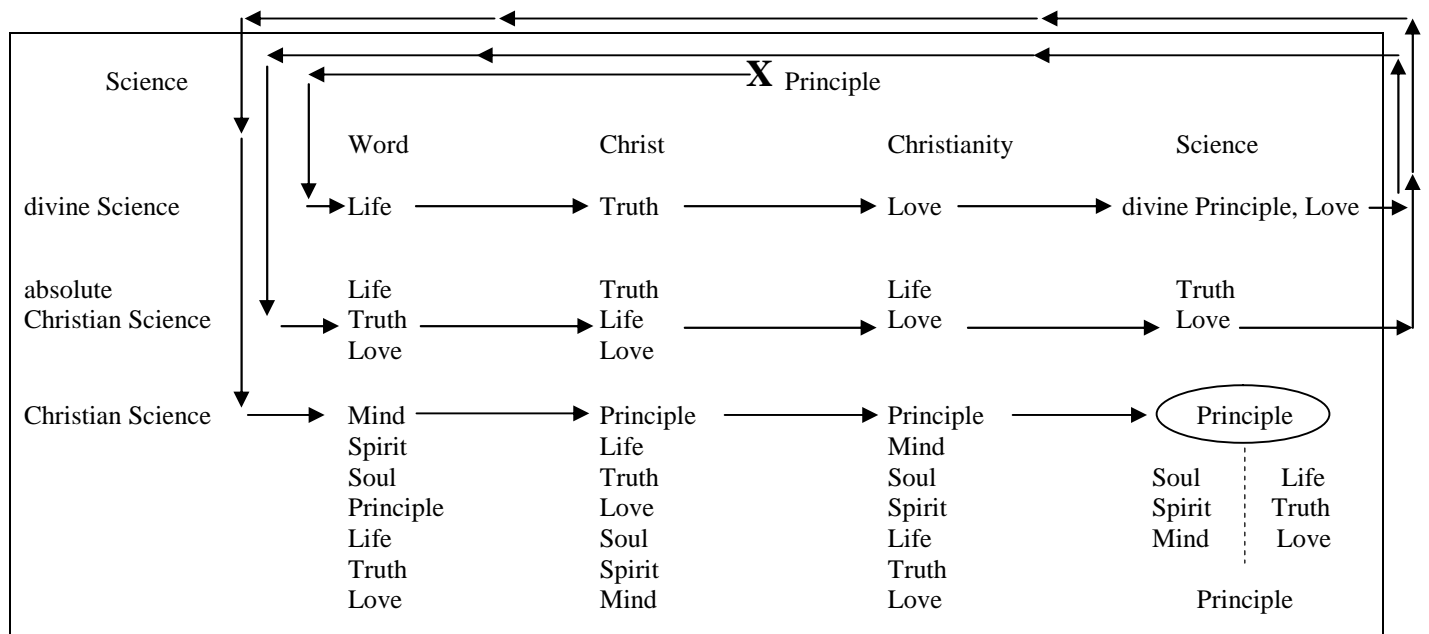 Science X Principle
Word Christ Christianity Science
divine Science Life Truth Love divine Principle, Love
absolute Life Truth Life Truth
Christian Science Truth Life Love Love
Love Love
Christian Science Mind Principle Principle Principle
Spirit Life Mind
Soul Truth Soul Soul Life
Principle Love Spirit Spirit Truth
Life Soul Life Mind Love
Truth Spirit Truth
Love Mind Love Principle